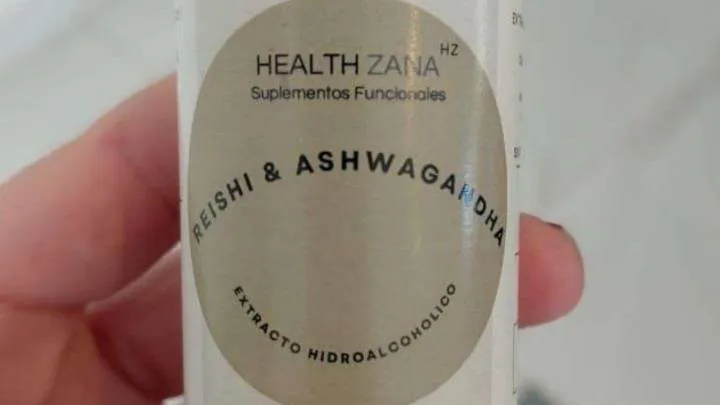 HEALTH ZANA HZ
Suplementos Funcionales
REISHI & ASHWAGANDHA
EXTRACTO HIDROALCOHOLICO